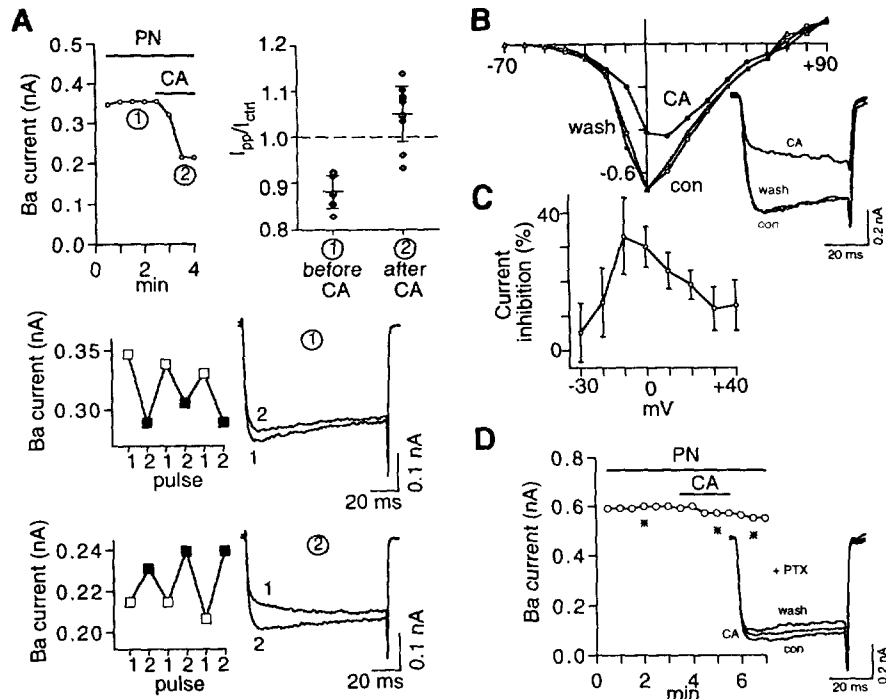 A
PN
CA
Ba current (nA)
0.5
0.4
0.3
0.2
0.1
0.0
0
2
4
min
①
②
Ipp/Ictrl
1.2
1.1
1.0
0.9
0.8
①
②
before CA
after CA
Ba current (nA)
0.35
0.30
1 2 1 2 1 2
pulse
①
2
1
0.1 nA
20 ms
Ba current (nA)
0.24
0.22
0.20
1 2 1 2 1 2
pulse
②
1
2
0.1 nA
20 ms
B
-70
+90
CA
wash
-0.6
con
CA
wash
con
0.2 nA
20 ms
C
Current inhibition (%)
40
0
-30
0
+40
mV
D
PN
CA
Ba current (nA)
0.8
0.6
0.4
0.2
0.0
0
2
4
6
min
* * *
+ PTX
wash
CA
con
0.2 nA
20 ms